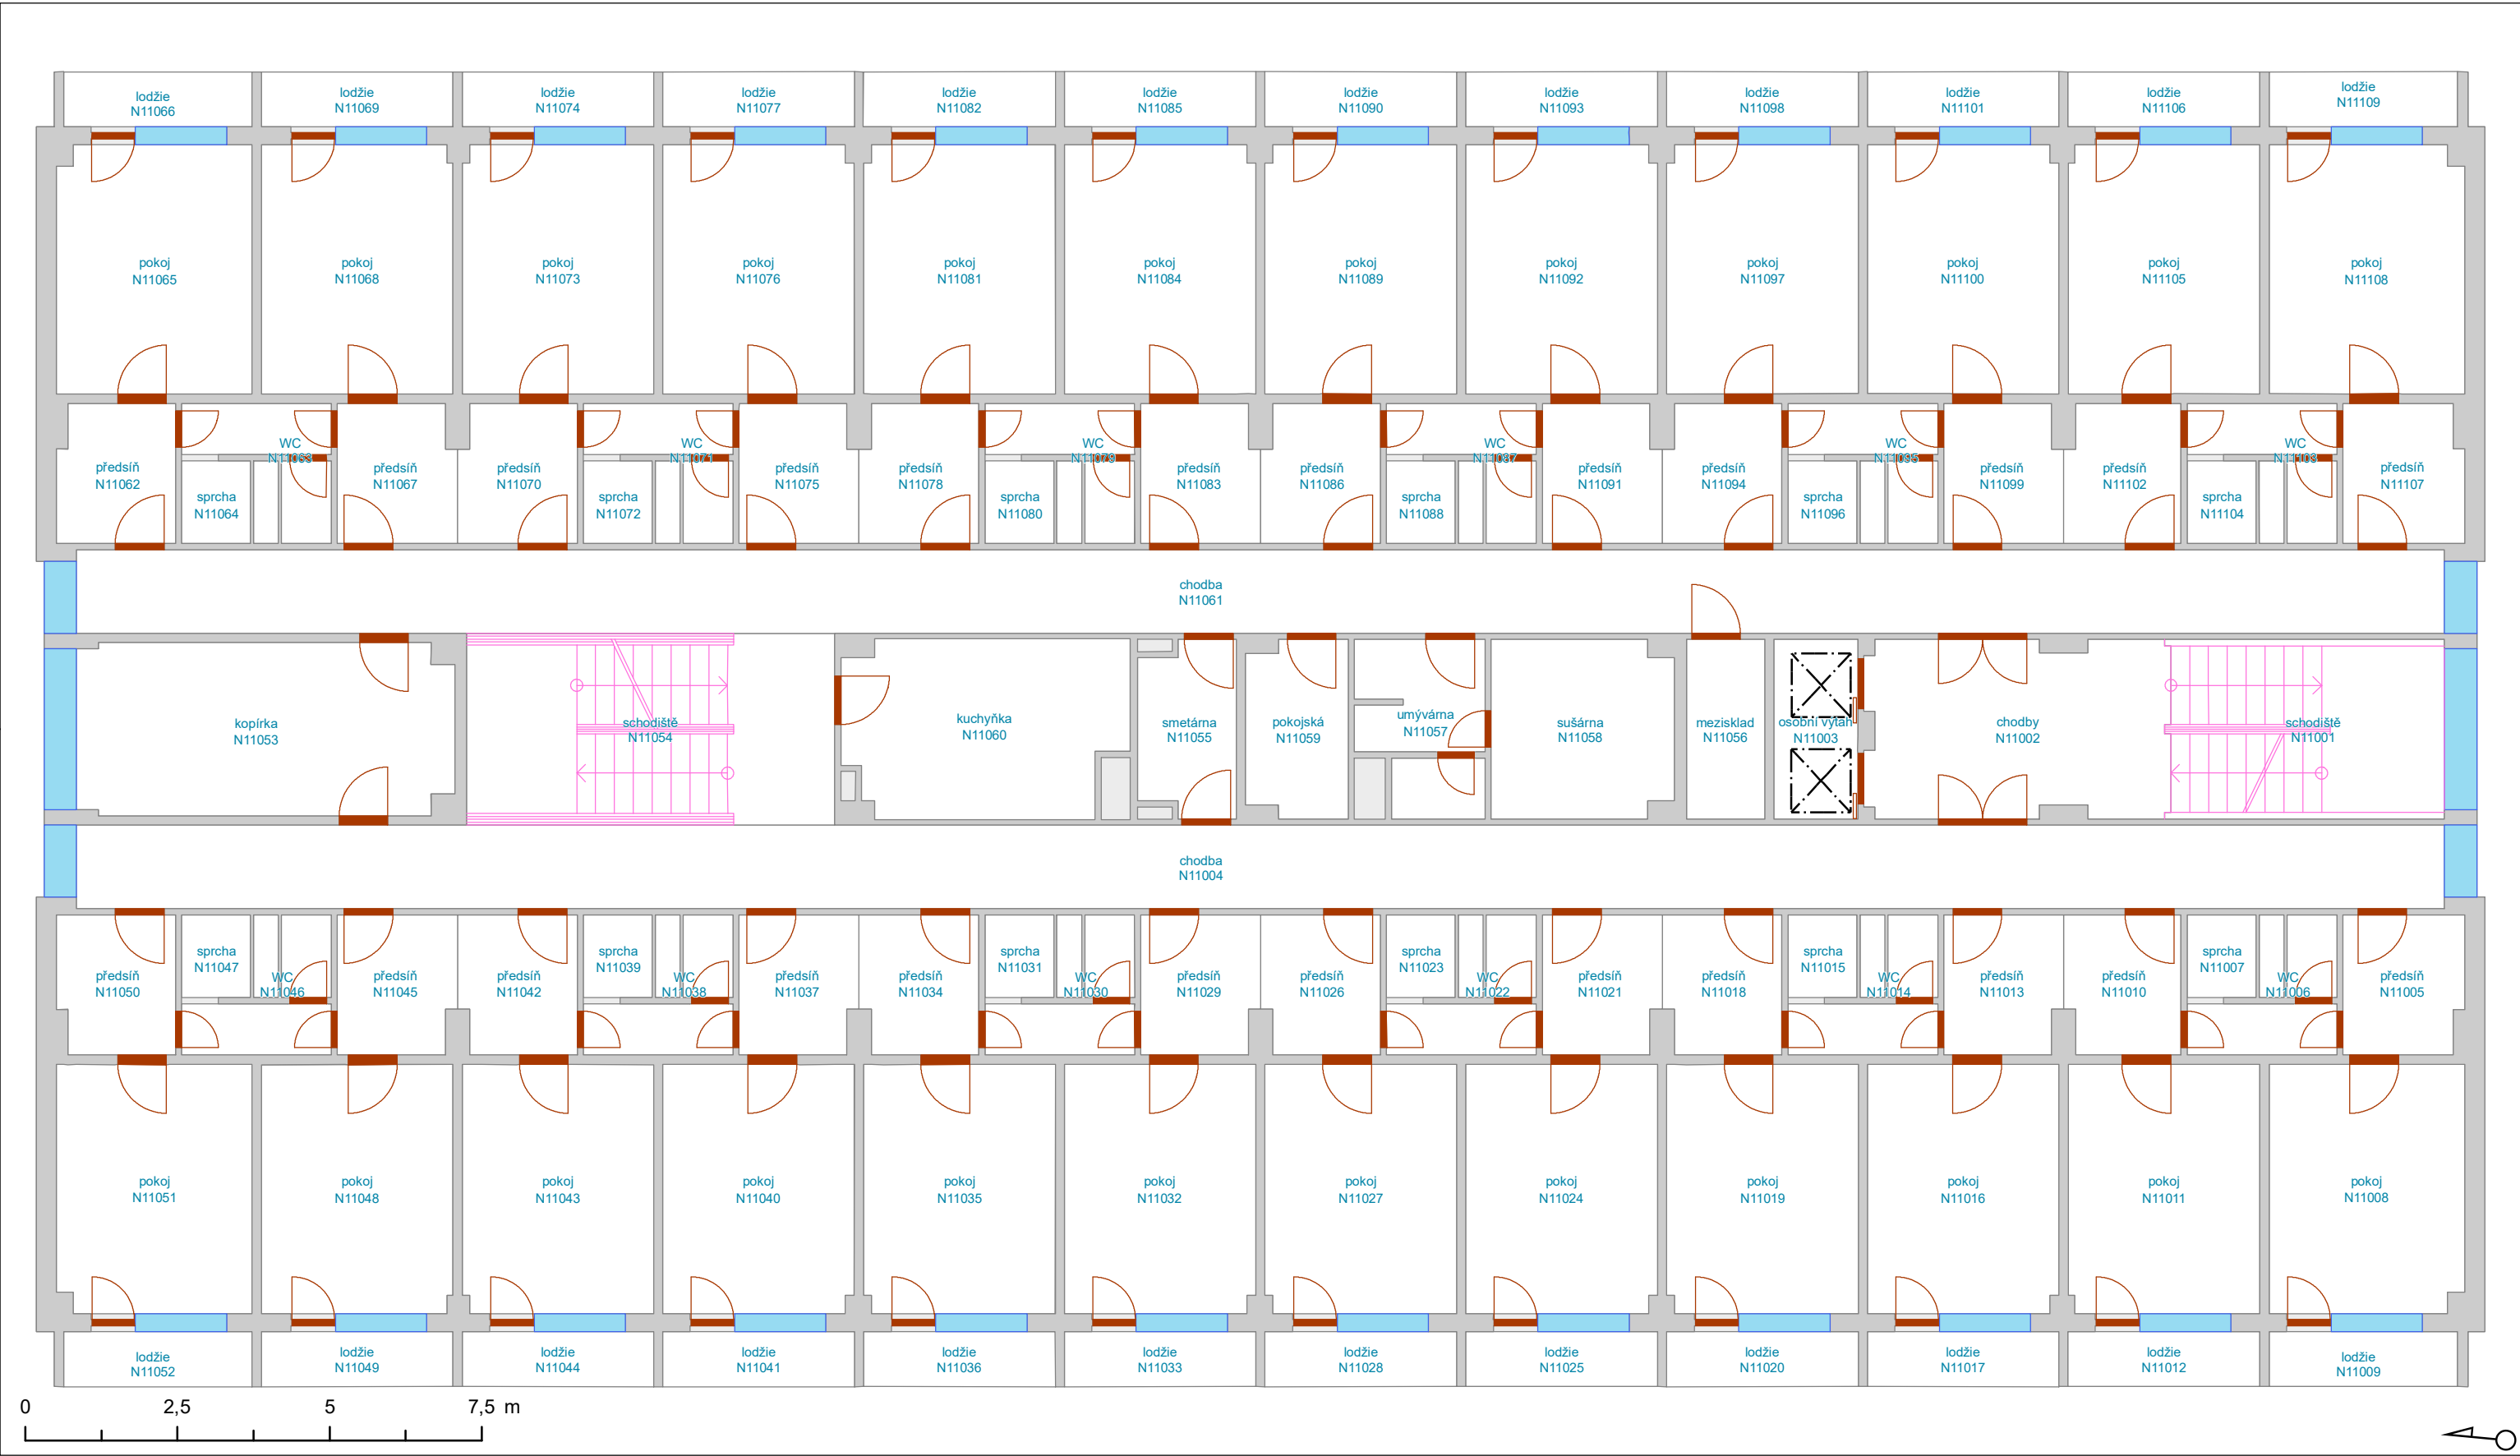 lodžie
N11066
lodžie
N11069
lodžie
N11074
lodžie
N11077
lodžie
N11082
lodžie
N11085
lodžie
N11090
lodžie
N11093
lodžie
N11098
lodžie
N11101
lodžie
N11106
lodžie
N11109
pokoj
N11065
pokoj
N11068
pokoj
N11073
pokoj
N11076
pokoj
N11081
pokoj
N11084
pokoj
N11089
pokoj
N11092
pokoj
N11097
pokoj
N11100
pokoj
N11105
pokoj
N11108
předsíň
N11062
WC
N11063
sprcha
N11064
předsíň
N11067
předsíň
N11070
WC
N11071
sprcha
N11072
předsíň
N11075
předsíň
N11078
WC
N11079
sprcha
N11080
předsíň
N11083
předsíň
N11086
WC
N11087
sprcha
N11088
předsíň
N11091
předsíň
N11094
WC
N11095
sprcha
N11096
předsíň
N11099
předsíň
N11102
WC
N11103
sprcha
N11104
předsíň
N11107
chodba
N11061
kopírka
N11053
schodiště
N11054
kuchyňka
N11060
smetárna
N11055
pokojská
N11059
umývárna
N11057
sušárna
N11058
mezisklad
N11056
osobní výtah
N11003
chodby
N11002
schodiště
N11001
chodba
N11004
předsíň
N11050
sprcha
N11047
WC
N11046
předsíň
N11045
předsíň
N11042
sprcha
N11039
WC
N11038
předsíň
N11037
předsíň
N11034
sprcha
N11031
WC
N11030
předsíň
N11029
předsíň
N11026
sprcha
N11023
WC
N11022
předsíň
N11021
předsíň
N11018
sprcha
N11015
WC
N11014
předsíň
N11013
předsíň
N11010
sprcha
N11007
WC
N11006
předsíň
N11005
pokoj
N11051
pokoj
N11048
pokoj
N11043
pokoj
N11040
pokoj
N11035
pokoj
N11032
pokoj
N11027
pokoj
N11024
pokoj
N11019
pokoj
N11016
pokoj
N11011
pokoj
N11008
lodžie
N11052
lodžie
N11049
lodžie
N11044
lodžie
N11041
lodžie
N11036
lodžie
N11033
lodžie
N11028
lodžie
N11025
lodžie
N11020
lodžie
N11017
lodžie
N11012
lodžie
N11009
0 2,5 5 7,5 m